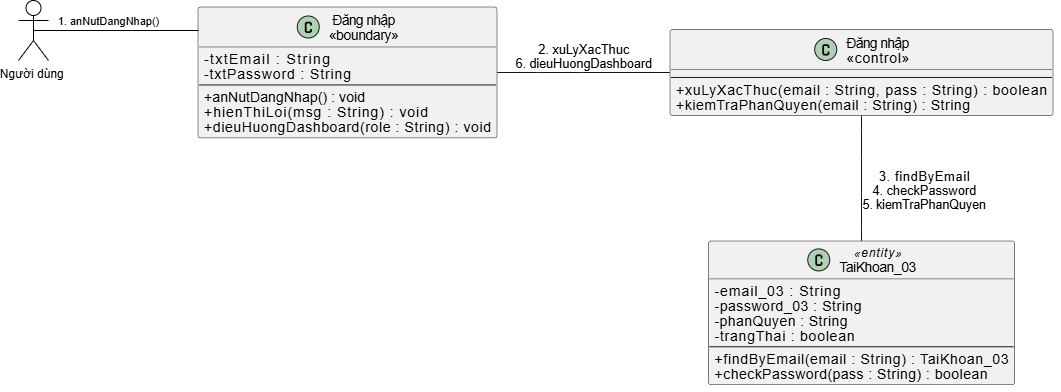 1. anNutDangNhap()
Người dùng
C
Đăng nhập
«boundary»
-txtEmail : String
-txtPassword : String
+anNutDangNhap() : void
+hienThiLoi(msg : String) : void
+dieuHuongDashboard(role : String) : void
2. xuLyXacThuc
6. dieuHuongDashboard
C
Đăng nhập
«control»
+xuLyXacThuc(email : String, pass : String) : boolean
+kiemTraPhanQuyen(email : String) : String
3. findByEmail
4. checkPassword
5. kiemTraPhanQuyen
C
«entity»
TaiKhoan_03
-email_03 : String
-password_03 : String
-phanQuyen : String
-trangThai : boolean
+findByEmail(email : String) : TaiKhoan_03
+checkPassword(pass : String) : boolean